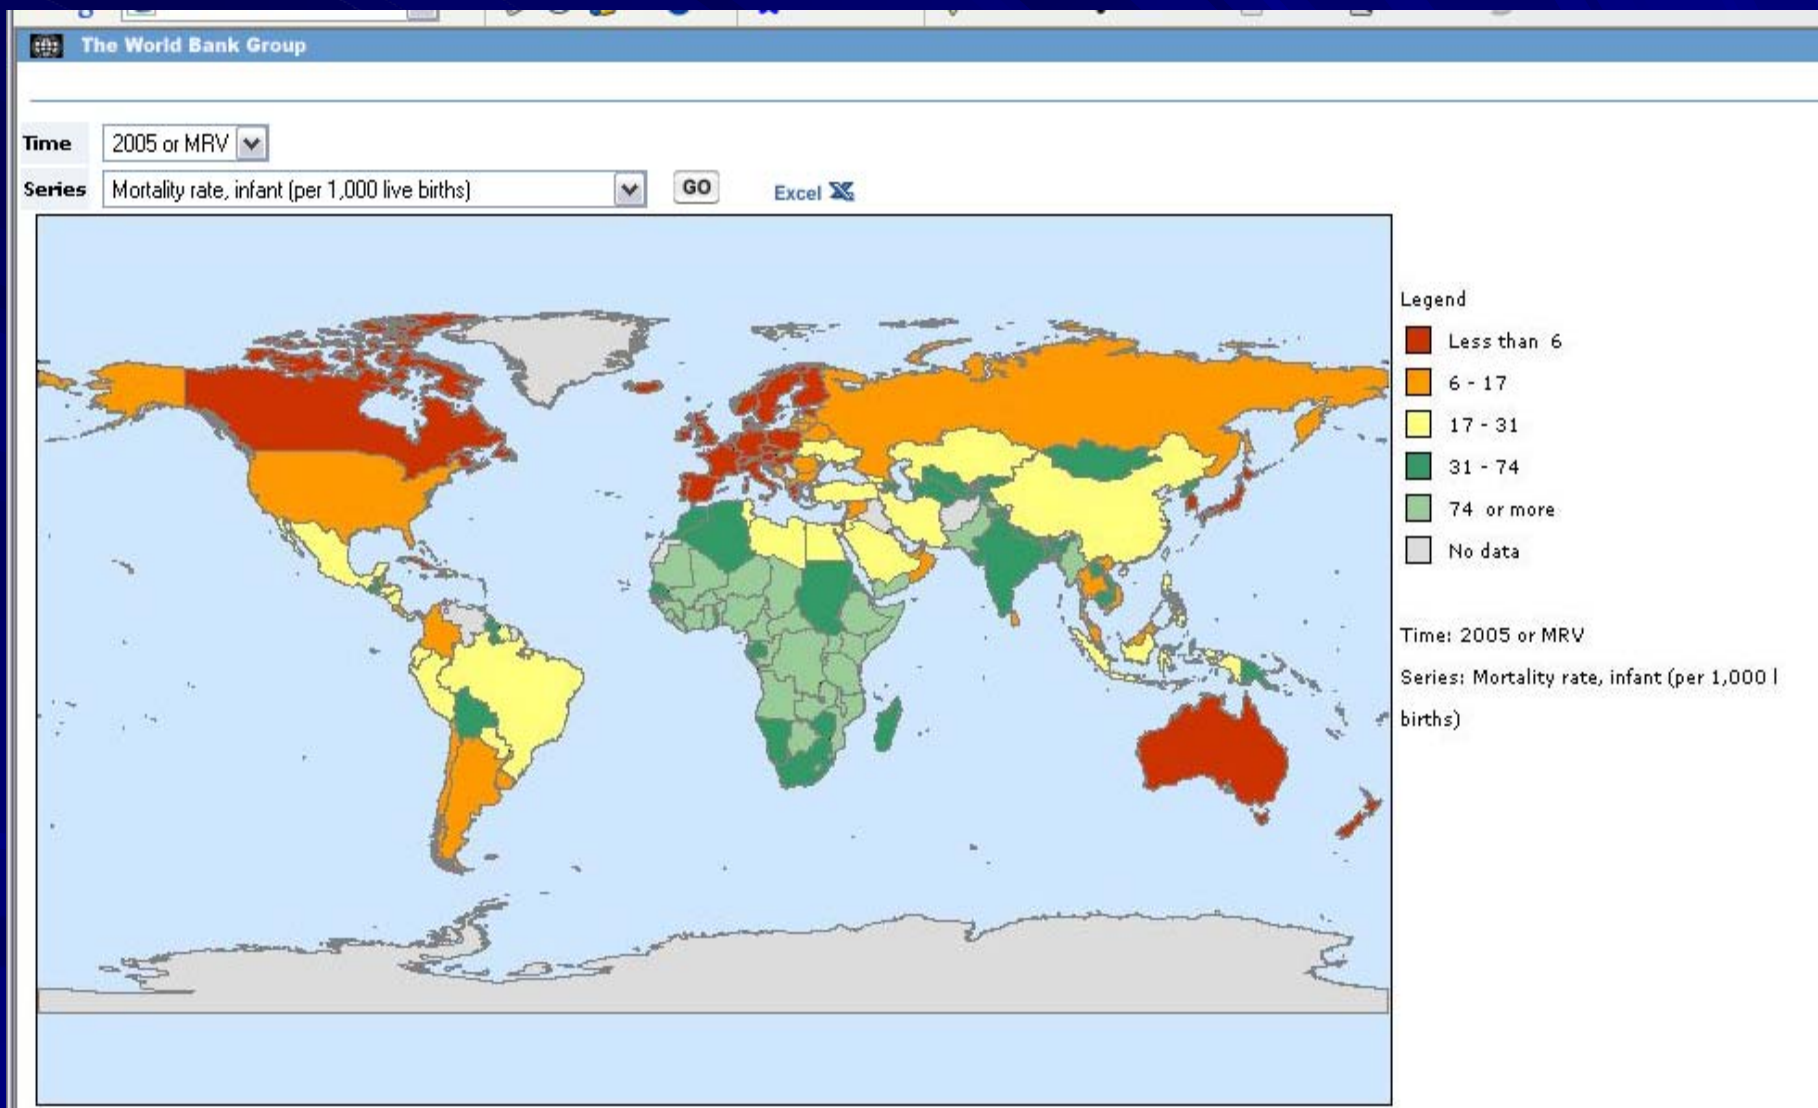 The World Bank Group
Time 2005 or MRV
Series Mortality rate, infant (per 1,000 live births) GO Excel
Legend
Less than 6
6 - 17
17 - 31
31 - 74
74 or more
No data
Time: 2005 or MRV
Series: Mortality rate, infant (per 1,000 l
births)